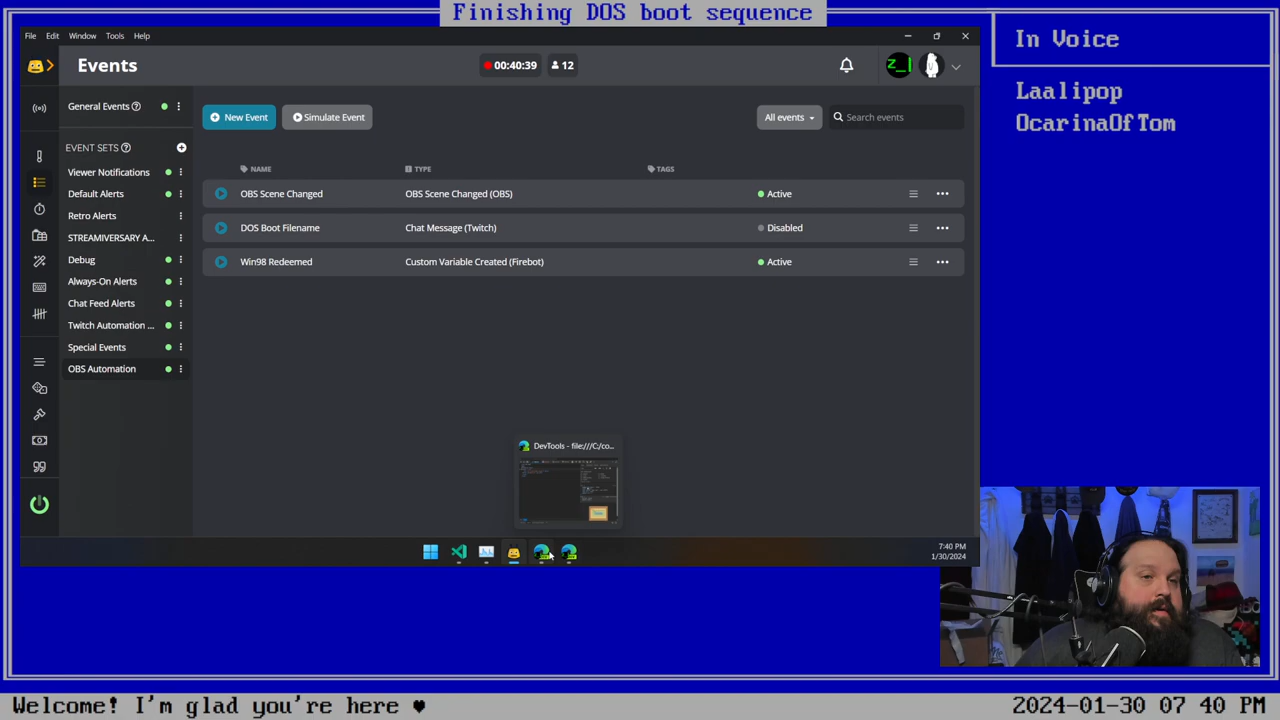 Finishing DOS boot sequence
In Voice
Laalipop
OcarinaOfTom
File Edit Window Tools Help
Events
00:40:39
12
z_l
General Events
New Event
Simulate Event
All events
Search events
EVENT SETS
Viewer Notifications
Default Alerts
Retro Alerts
STREAMIVERSARY A...
Debug
Always-On Alerts
Chat Feed Alerts
Twitch Automation ...
Special Events
OBS Automation
NAME TYPE TAGS
OBS Scene Changed OBS Scene Changed (OBS) Active
DOS Boot Filename Chat Message (Twitch) Disabled
Win98 Redeemed Custom Variable Created (Firebot) Active
DevTools - file:///C:/co...
7:40 PM
1/30/2024
Welcome! I'm glad you're here ♥
2024-01-30 07 40 PM